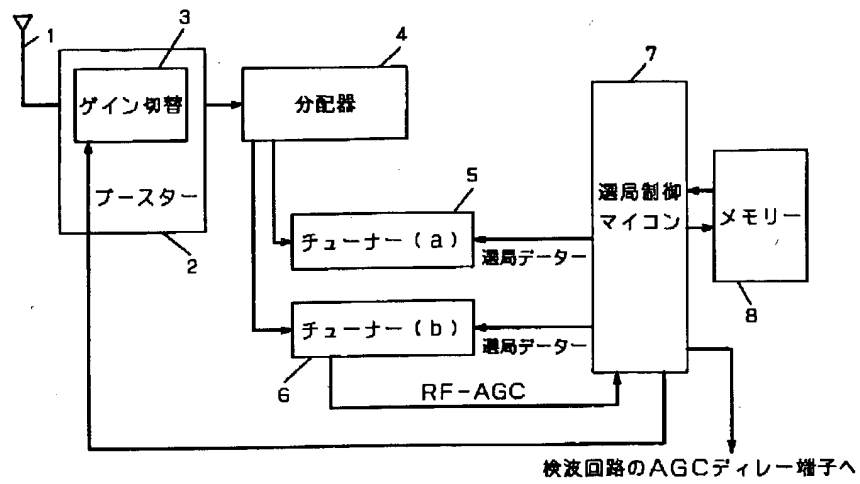 1
3
ゲイン切替
ブースター
2
4
分配器
5
チューナー(a)
選局データー
チューナー(b)
選局データー
6
RF-AGC
7
選局制御
マイコン
メモリー
8
検波回路のAGCディレー端子へ